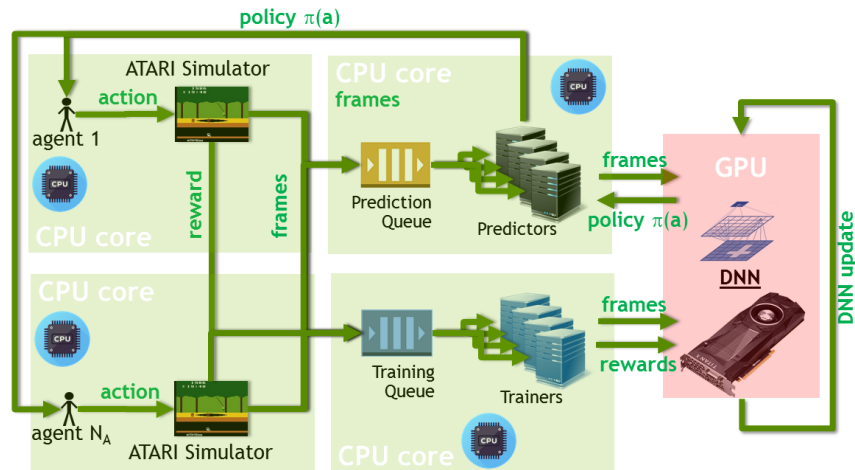 policy π(a)
ATARI Simulator
CPU core
frames
action
agent 1
CPU
CPU core
reward
frames
CPU
Prediction
Queue
Predictors
frames
policy π(a)
GPU
DNN
DNN update
CPU core
CPU
action
agent N_A
ATARI Simulator
Training
Queue
Trainers
frames
rewards
CPU
CPU core
TITAN X